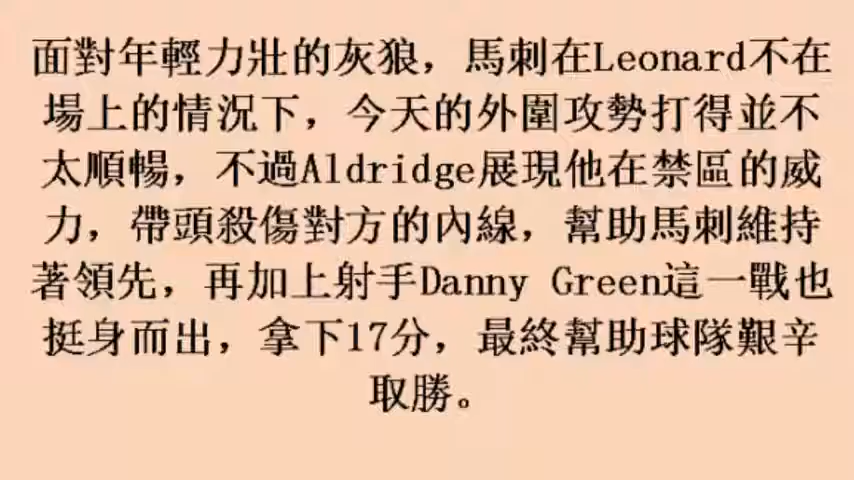 面對年輕力壯的灰狼，馬刺在Leonard不在
場上的情況下，今天的外圍攻勢打得並不
太順暢，不過Aldridge展現他在禁區的威
力，帶頭殺傷對方的內線，幫助馬刺維持
著領先，再加上射手Danny Green這一戰也
挺身而出，拿下17分，最終幫助球隊艱辛
取勝。